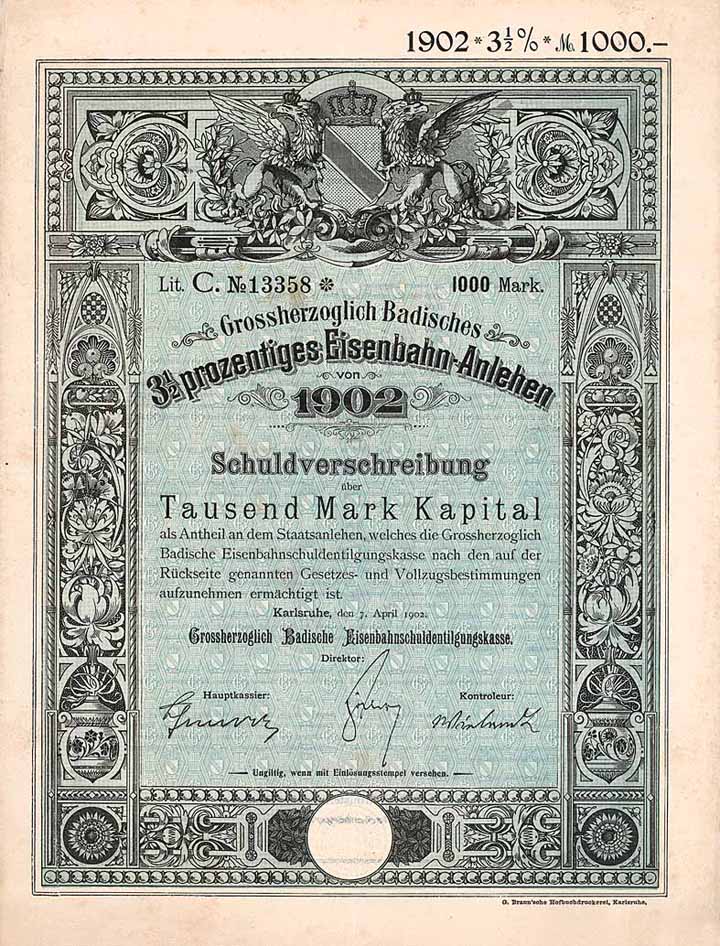 1902 * 3½ % * M. 1000.–
Lit. C. No 13358 * 1000 Mark.
Grossherzoglich Badisches
3½ prozentiges Eisenbahn-Anlehen
von
1902
Schuldverschreibung
über
Tausend Mark Kapital
als Antheil an dem Staatsanlehen, welches die Grossherzoglich
Badische Eisenbahnschuldentilgungskasse nach den auf der
Rückseite genannten Gesetzes- und Vollzugsbestimmungen
aufzunehmen ermächtigt ist.
Karlsruhe, den 7. April 1902.
Grossherzoglich Badische Eisenbahnschuldentilgungskasse.
Direktor:
Hauptkassier: Kontroleur:
Ungiltig, wenn mit Einlösungsstempel versehen.
G. Braun'sche Hofbuchdruckerei, Karlsruhe,